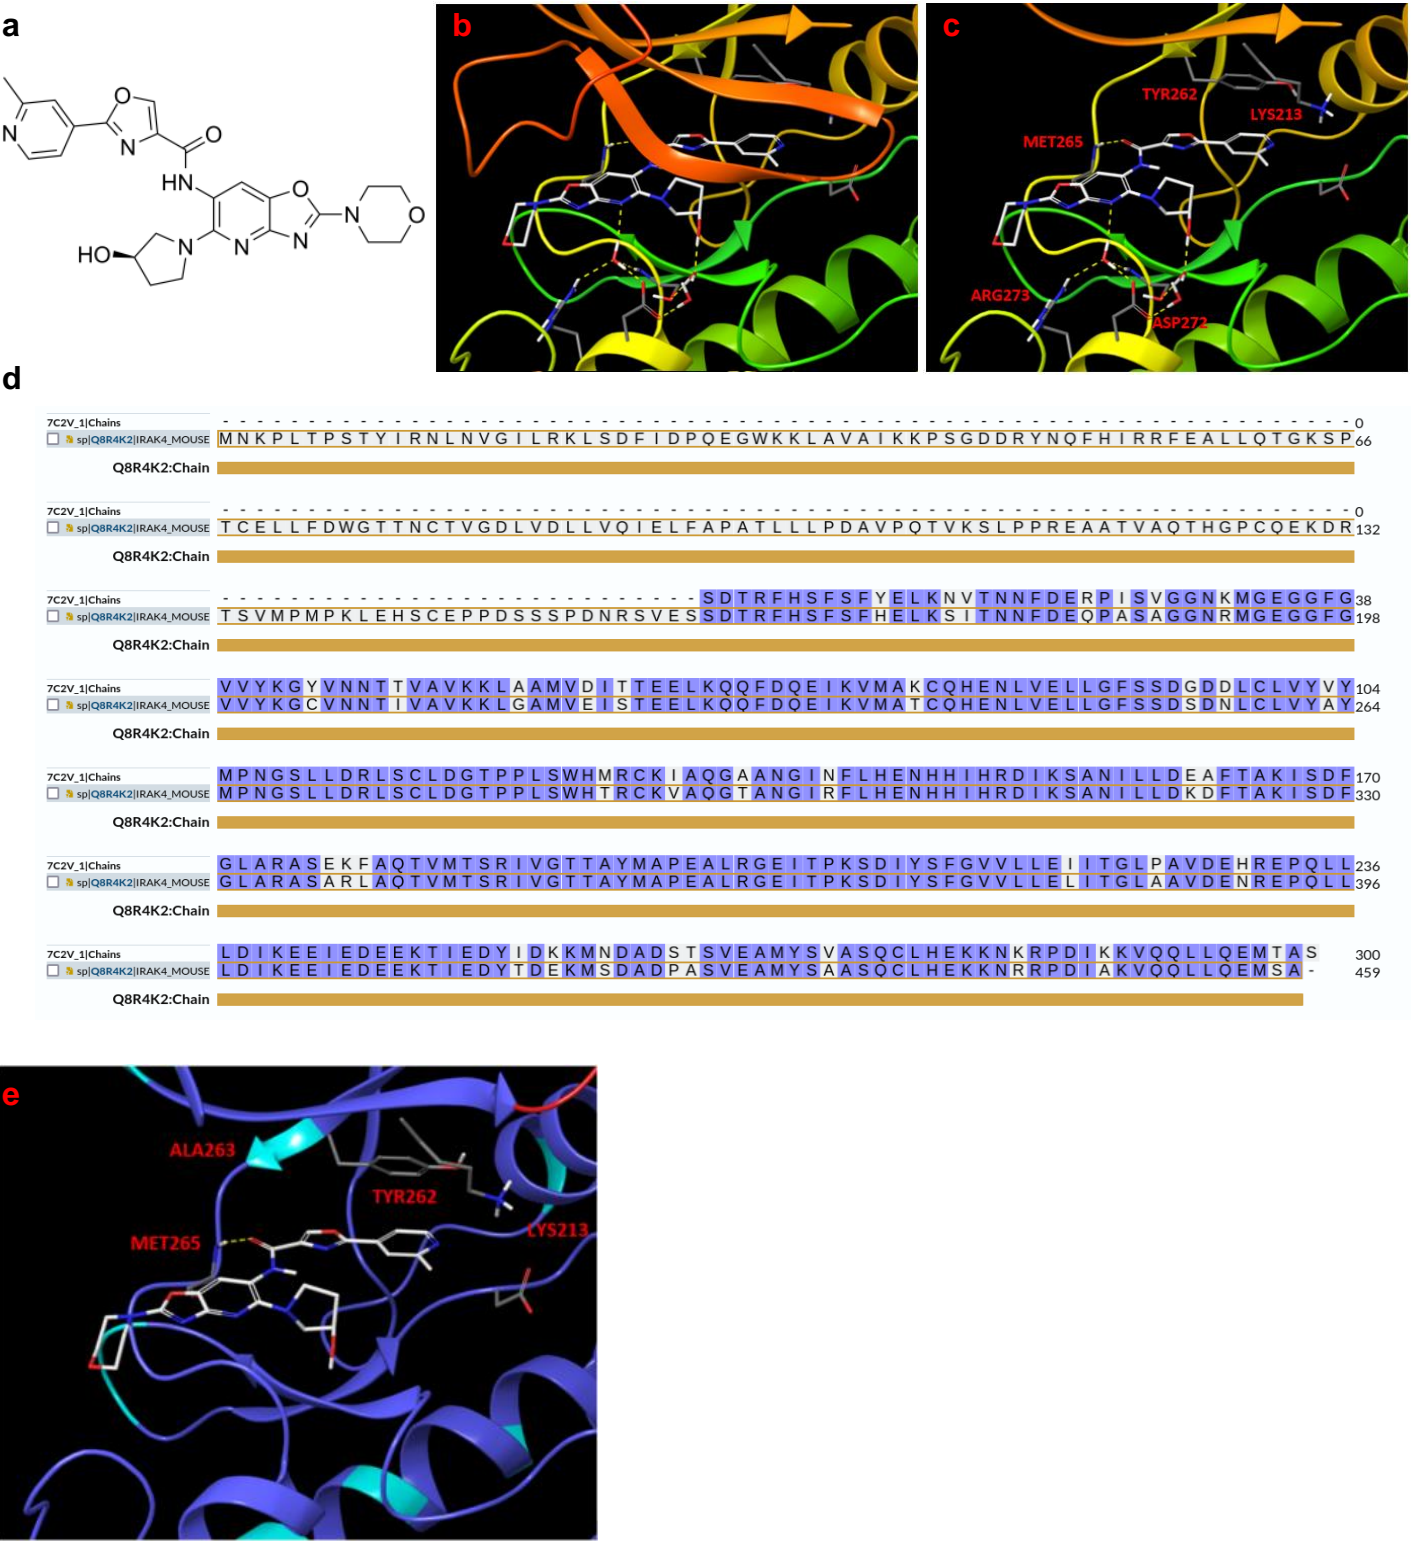 a
N
O
N
O
HN
O
N
O
N
N
N
HO
b
c
TYR262
LYS213
MET265
ARG273
ASP272
d
7C2V_1|Chains - - - - - - - - - - - - - - - - - - - - - - - - - - - - - - - - - - - - - - - - - - - - - - - - - - - - - - - - - - - - - - - - - - 0
sp|Q8R4K2|IRAK4_MOUSE MNKPLTPSTYIRNLNVGILRKLSDFIDPQEGWKKLAVAIKKPSGDDRYNQFHIRRFEALLQTGKSP 66
Q8R4K2:Chain
7C2V_1|Chains - - - - - - - - - - - - - - - - - - - - - - - - - - - - - - - - - - - - - - - - - - - - - - - - - - - - - - - - - - - - - - - - - - 0
sp|Q8R4K2|IRAK4_MOUSE TCELLFDWGTTNCTVGDLVDLLVQIELFAPATLLLPDAVPQTVKSLPPREAATVAQTHGPCQEKDR 132
Q8R4K2:Chain
7C2V_1|Chains - - - - - - - - - - - - - - - - - - - - - - - - - - - - SDTRFHSFSFYELKNVTNNFDERPISVGGNKMGEGGFG 38
sp|Q8R4K2|IRAK4_MOUSE TSVMPMPKLEHSCEPPDSSSPDNRSVESSDTRFHSFSFHELKSITNNFDEQPASAGGNRMGEGGFG 198
Q8R4K2:Chain
7C2V_1|Chains VVYKGYVNNTTVAVKKLAAMVDITTEELKQQFDQEIKVMAKCQHENLVELLGFSSDGDDLCLVYVY 104
sp|Q8R4K2|IRAK4_MOUSE VVYKGCVNNTIVAVKKLGAMVEISTEELKQQFDQEIKVMATCQHENLVELLGFSSDSDNLCLVYAY 264
Q8R4K2:Chain
7C2V_1|Chains MPNGSLLDRLSCLDGTPPLSWHMRCKIAQGAANGINFLHENHHIHRDIKSANILLDEAFTAKISDF 170
sp|Q8R4K2|IRAK4_MOUSE MPNGSLLDRLSCLDGTPPLSWHTRCKVAQGTANGIRFLHENHHIHRDIKSANILLDKDFTAKISDF 330
Q8R4K2:Chain
7C2V_1|Chains GLARASEKFAQTVMTSRIVGTTAYMAPEALRGEITPKSDIYSFGVVLLEIITGLPAVDEHREPQLL 236
sp|Q8R4K2|IRAK4_MOUSE GLARASARLAQTVMTSRIVGTTAYMAPEALRGEITPKSDIYSFGVVLLELITGLAAVDENREPQLL 396
Q8R4K2:Chain
7C2V_1|Chains LDIKEEIEDEEKTIEDYIDKKMNDADSTSVEAMYSVASQCLHEKKNKRPDIKKVQQLLQEMTAS 300
sp|Q8R4K2|IRAK4_MOUSE LDIKEEIEDEEKTIEDYTDEKMSDADPASVEAMYSAASQCLHEKKNRRPDIAKVQQLLQEMSA- 459
Q8R4K2:Chain
e
ALA263
TYR262
LYS213
MET265